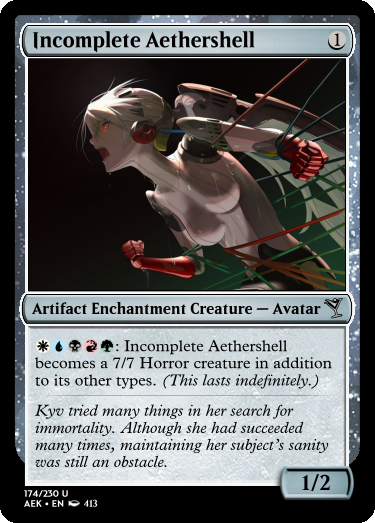 Incomplete Aethershell 1
Artifact Enchantment Creature — Avatar
: Incomplete Aethershell
becomes a 7/7 Horror creature in addition
to its other types. (This lasts indefinitely.)
Kyv tried many things in her search for
immortality. Although she had succeeded
many times, maintaining her subject's sanity
was still an obstacle.
1/2
174/230 U
AEK • EN 413